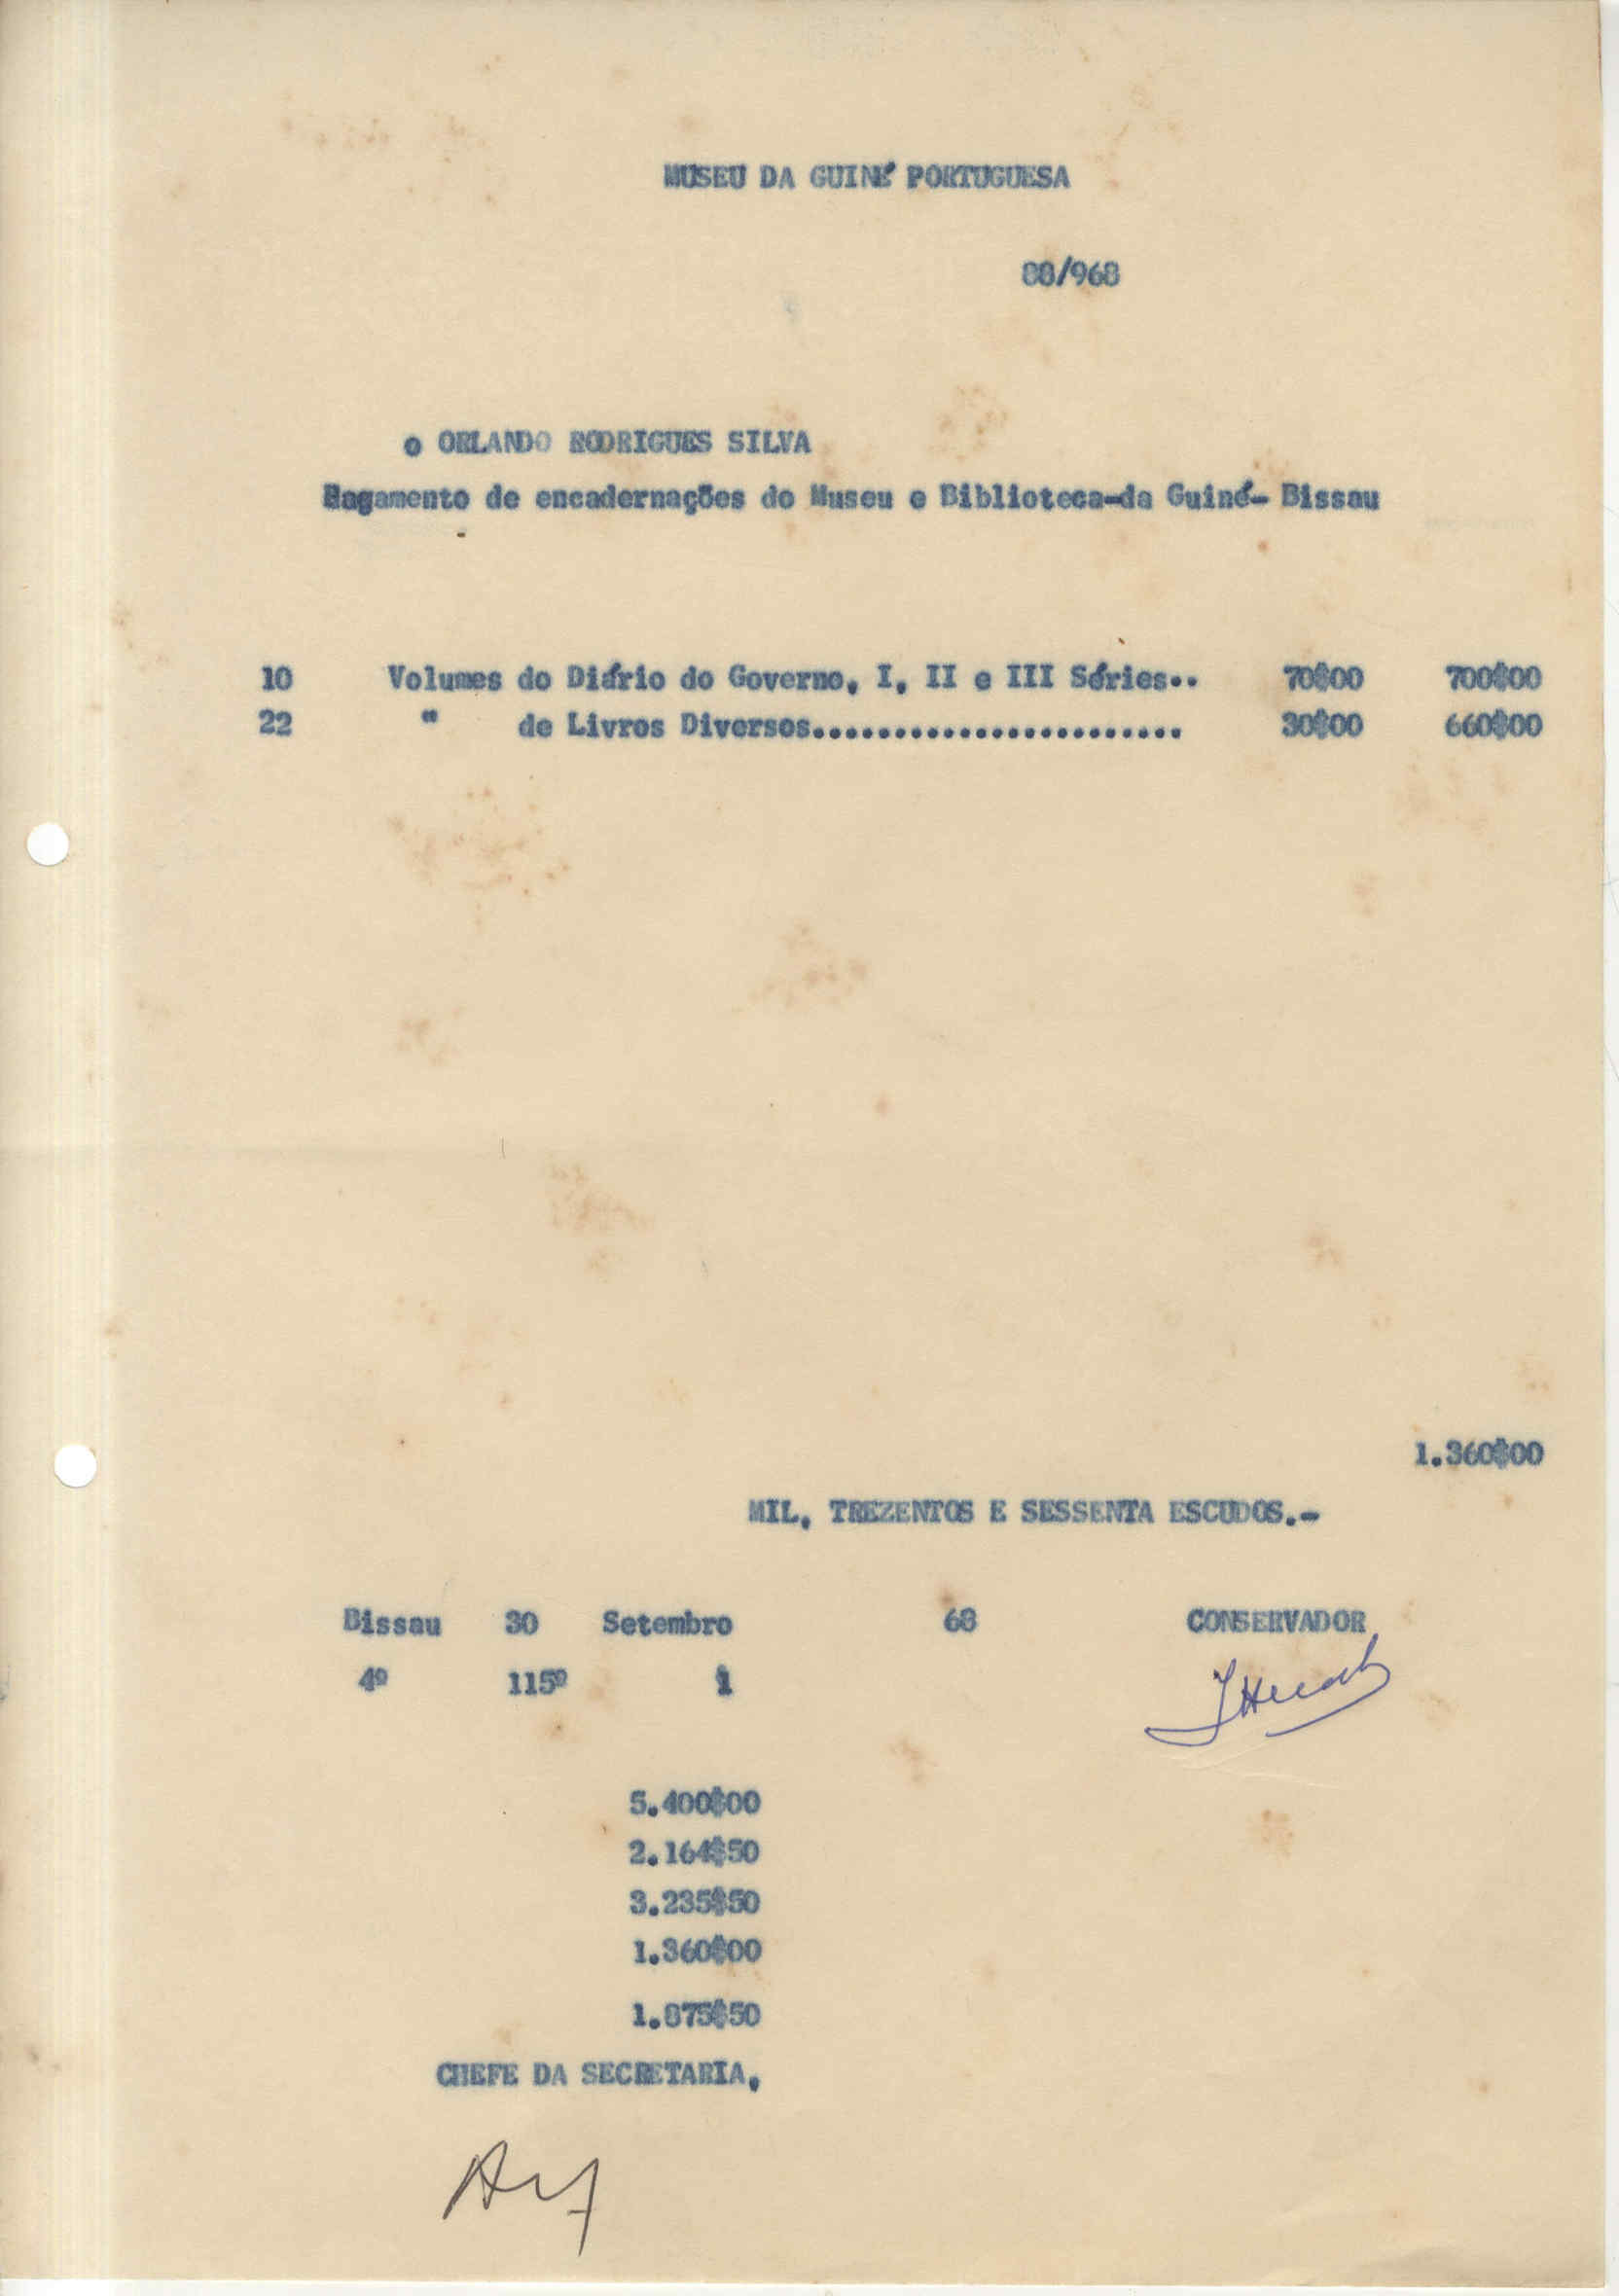 MUSEU DA GUINÉ PORTUGUESA
88/968
o ORLANDO RODRIGUES SILVA
Pagamento de encadernações do Museu e Biblioteca-da Guiné- Bissau
10 Volumes do Diário do Governo, I, II e III Séries.. 70$00 700$00
22 " de Livros Diversos....................... 30$00 660$00
1.360$00
MIL, TREZENTOS E SESSENTA ESCUDOS.-
Bissau 30 Setembro 68 CONSERVADOR
4º 115º 1
5.400$00
2.164$50
3.235$50
1.360$00
1.875$50
CHEFE DA SECRETARIA,